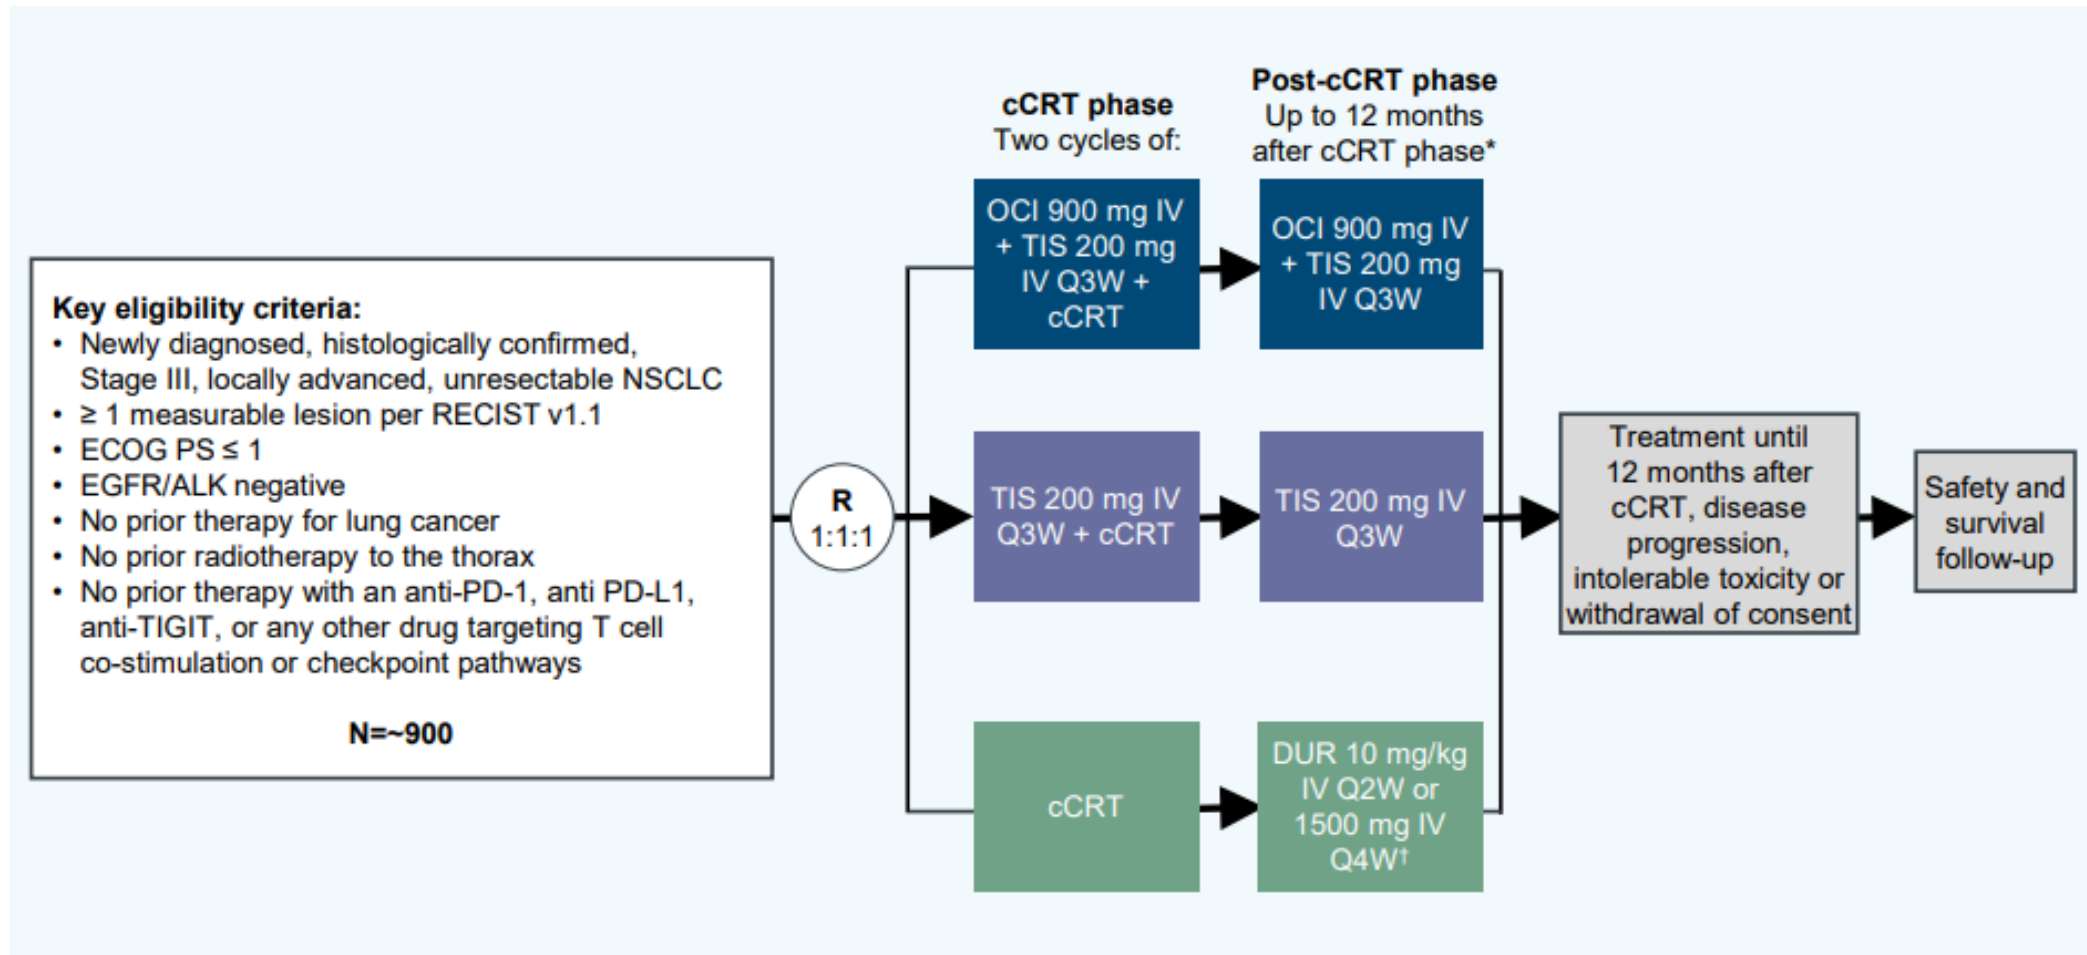 Key eligibility criteria:
• Newly diagnosed, histologically confirmed,
Stage III, locally advanced, unresectable NSCLC
• ≥ 1 measurable lesion per RECIST v1.1
• ECOG PS ≤ 1
• EGFR/ALK negative
• No prior therapy for lung cancer
• No prior radiotherapy to the thorax
• No prior therapy with an anti-PD-1, anti PD-L1,
anti-TIGIT, or any other drug targeting T cell
co-stimulation or checkpoint pathways
N=~900
R
1:1:1
cCRT phase
Two cycles of:
Post-cCRT phase
Up to 12 months
after cCRT phase*
OCI 900 mg IV
+ TIS 200 mg
IV Q3W +
cCRT
OCI 900 mg IV
+ TIS 200 mg
IV Q3W
TIS 200 mg IV
Q3W + cCRT
TIS 200 mg IV
Q3W
cCRT
DUR 10 mg/kg
IV Q2W or
1500 mg IV
Q4W†
Treatment until
12 months after
cCRT, disease
progression,
intolerable toxicity or
withdrawal of consent
Safety and
survival
follow-up